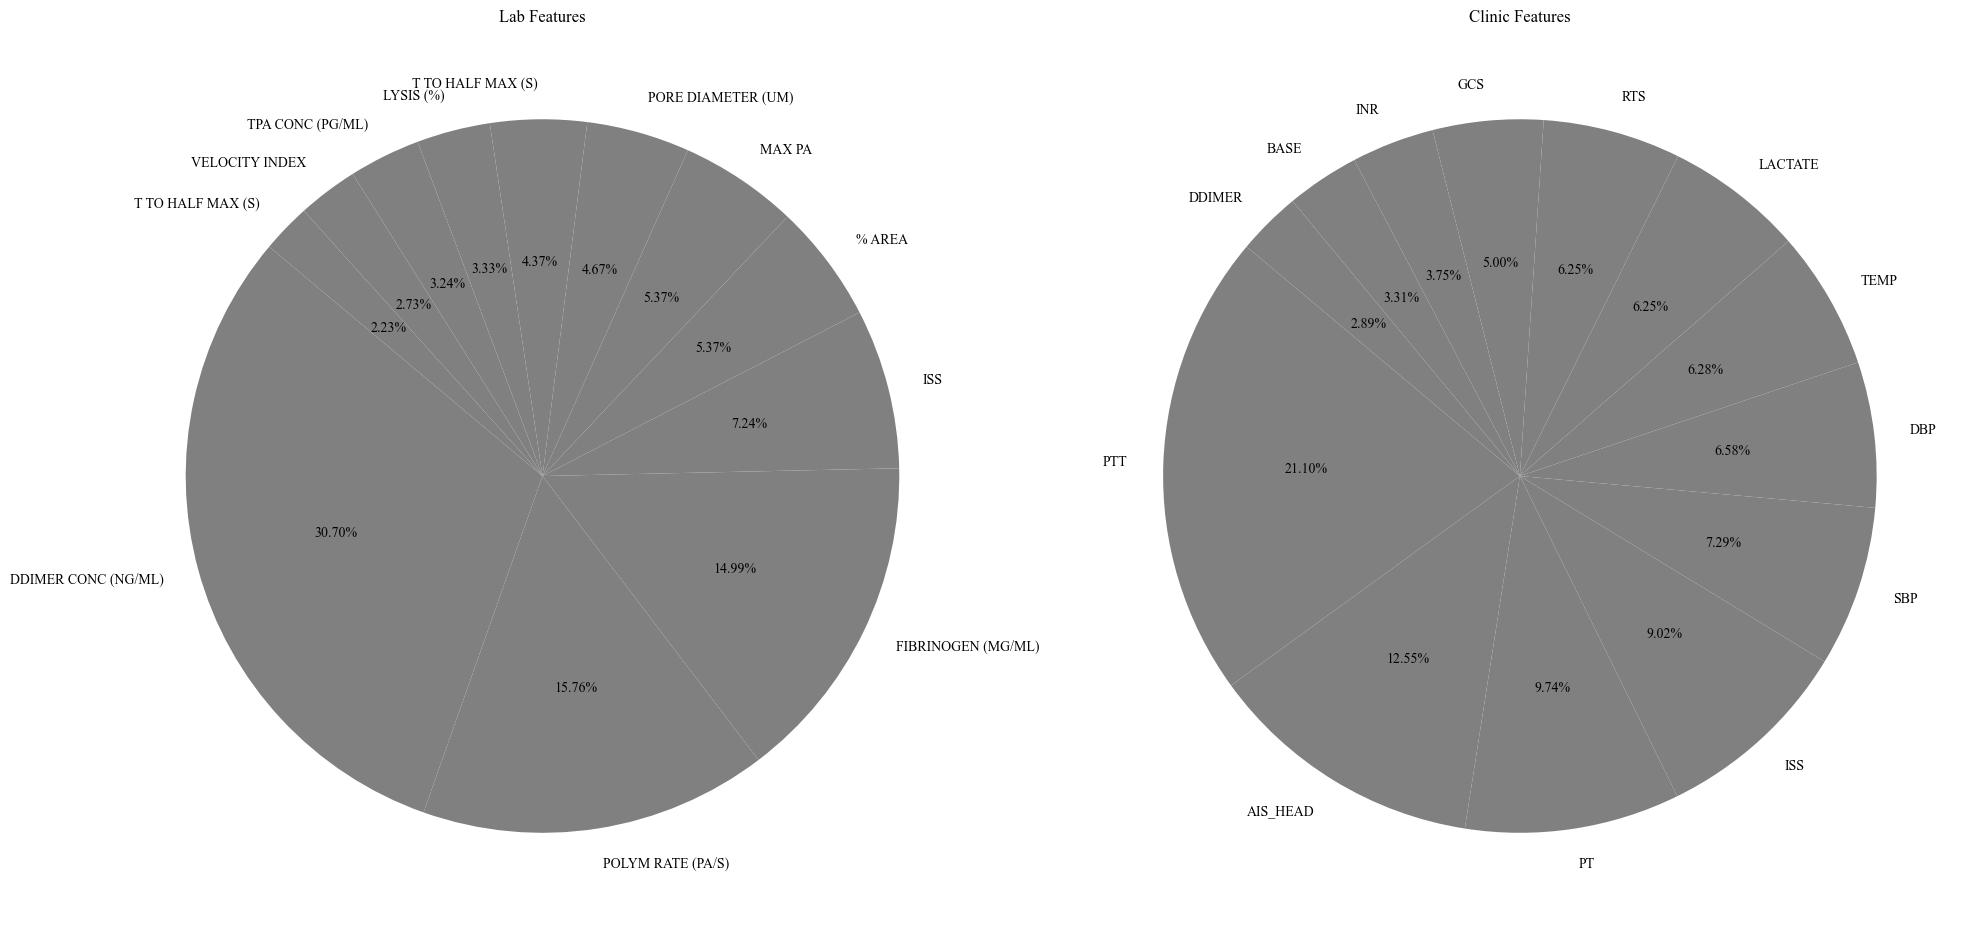 Lab Features
T TO HALF MAX (S)
LYSIS (%)
PORE DIAMETER (UM)
TPA CONC (PG/ML)
MAX PA
VELOCITY INDEX
T TO HALF MAX (S)
% AREA
ISS
DDIMER CONC (NG/ML)
FIBRINOGEN (MG/ML)
POLYM RATE (PA/S)
4.37%
3.33%
4.67%
3.24%
5.37%
2.73%
2.23%
5.37%
7.24%
30.70%
14.99%
15.76%
Clinic Features
GCS
RTS
INR
BASE
LACTATE
DDIMER
TEMP
DBP
PTT
SBP
ISS
AIS_HEAD
PT
5.00%
6.25%
3.75%
3.31%
6.25%
2.89%
6.28%
6.58%
21.10%
7.29%
9.02%
12.55%
9.74%